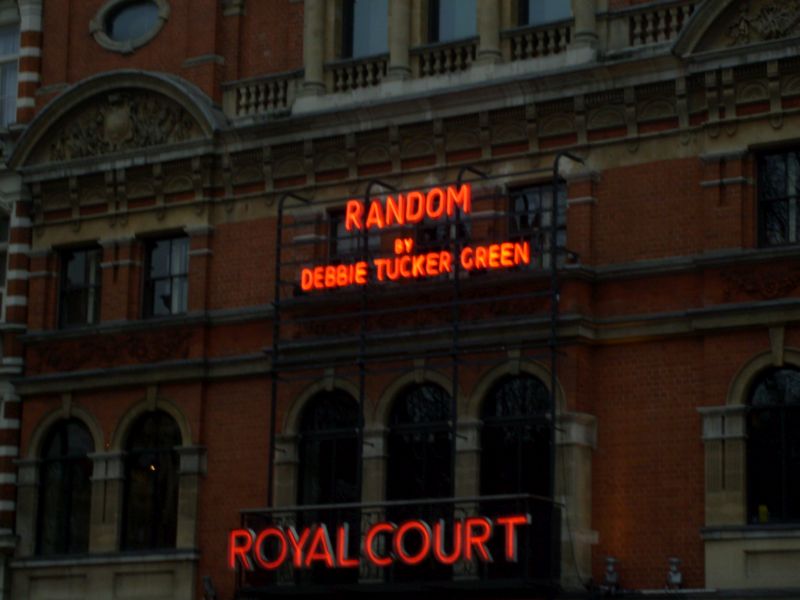 RANDOM
BY
DEBBIE TUCKER GREEN
ROYAL COURT